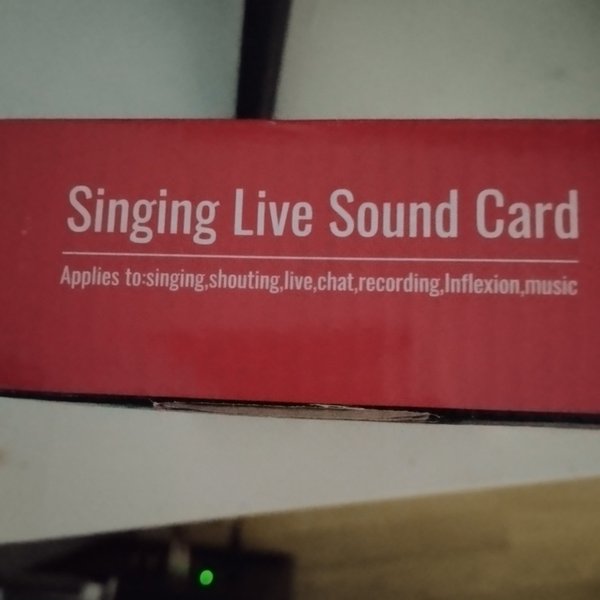 Singing Live Sound Card
Applies to:singing,shouting,live,chat,recording,Inflexion,music